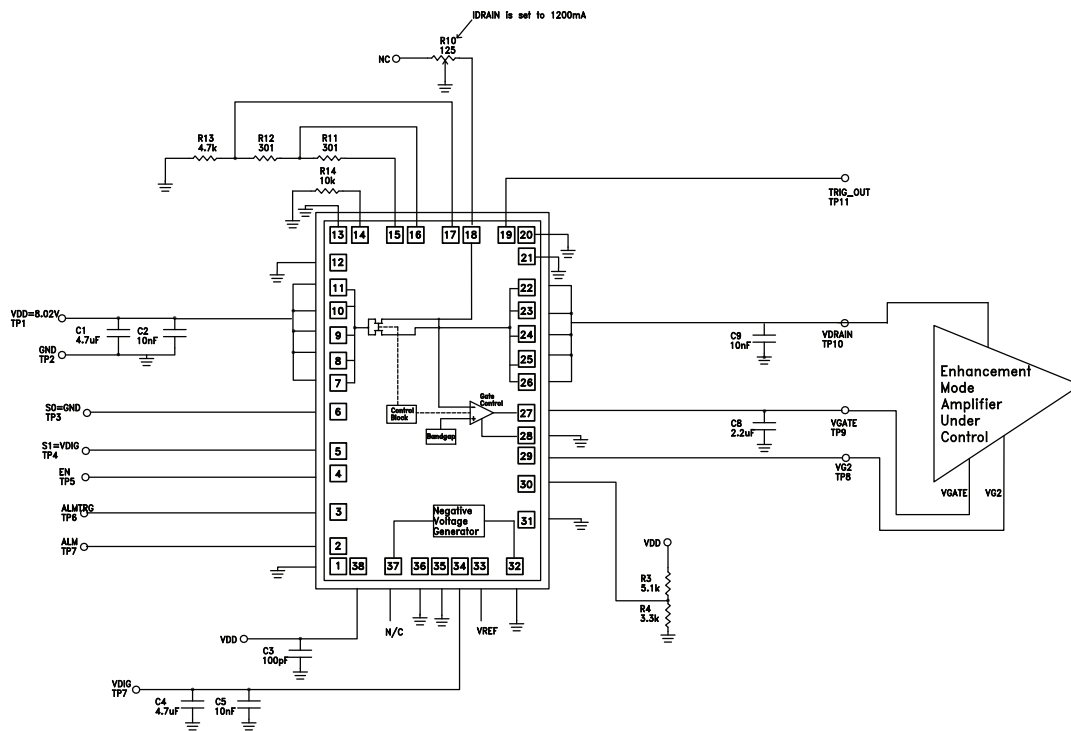 IDRAIN is set to 1200mA
R10
125
NC
R13
4.7k
R12
301
R11
301
R14
10k
TRIG_OUT
TP11
13
14
15
16
17
18
19
20
21
12
11
10
9
8
7
6
5
4
3
2
1
22
23
24
25
26
27
28
29
30
31
VDD=8.02V
TP1
C1
4.7uF
C2
10nF
GND
TP2
S0=GND
TP3
S1=VDIG
TP4
EN
TP5
ALMTRG
TP6
ALM
TP7
Control
Block
Gate
Control
Bandgap
Negative
Voltage
Generator
C9
10nF
VDRAIN
TP10
Enhancement
Mode
Amplifier
Under
Control
C8
2.2uF
VGATE
TP9
VG2
TP8
VGATE
VG2
VDD
R3
5.1k
R4
3.3k
38
37
36
35
34
33
32
N/C
VREF
VDD
C3
100pF
VDIG
TP7
C4
4.7uF
C5
10nF